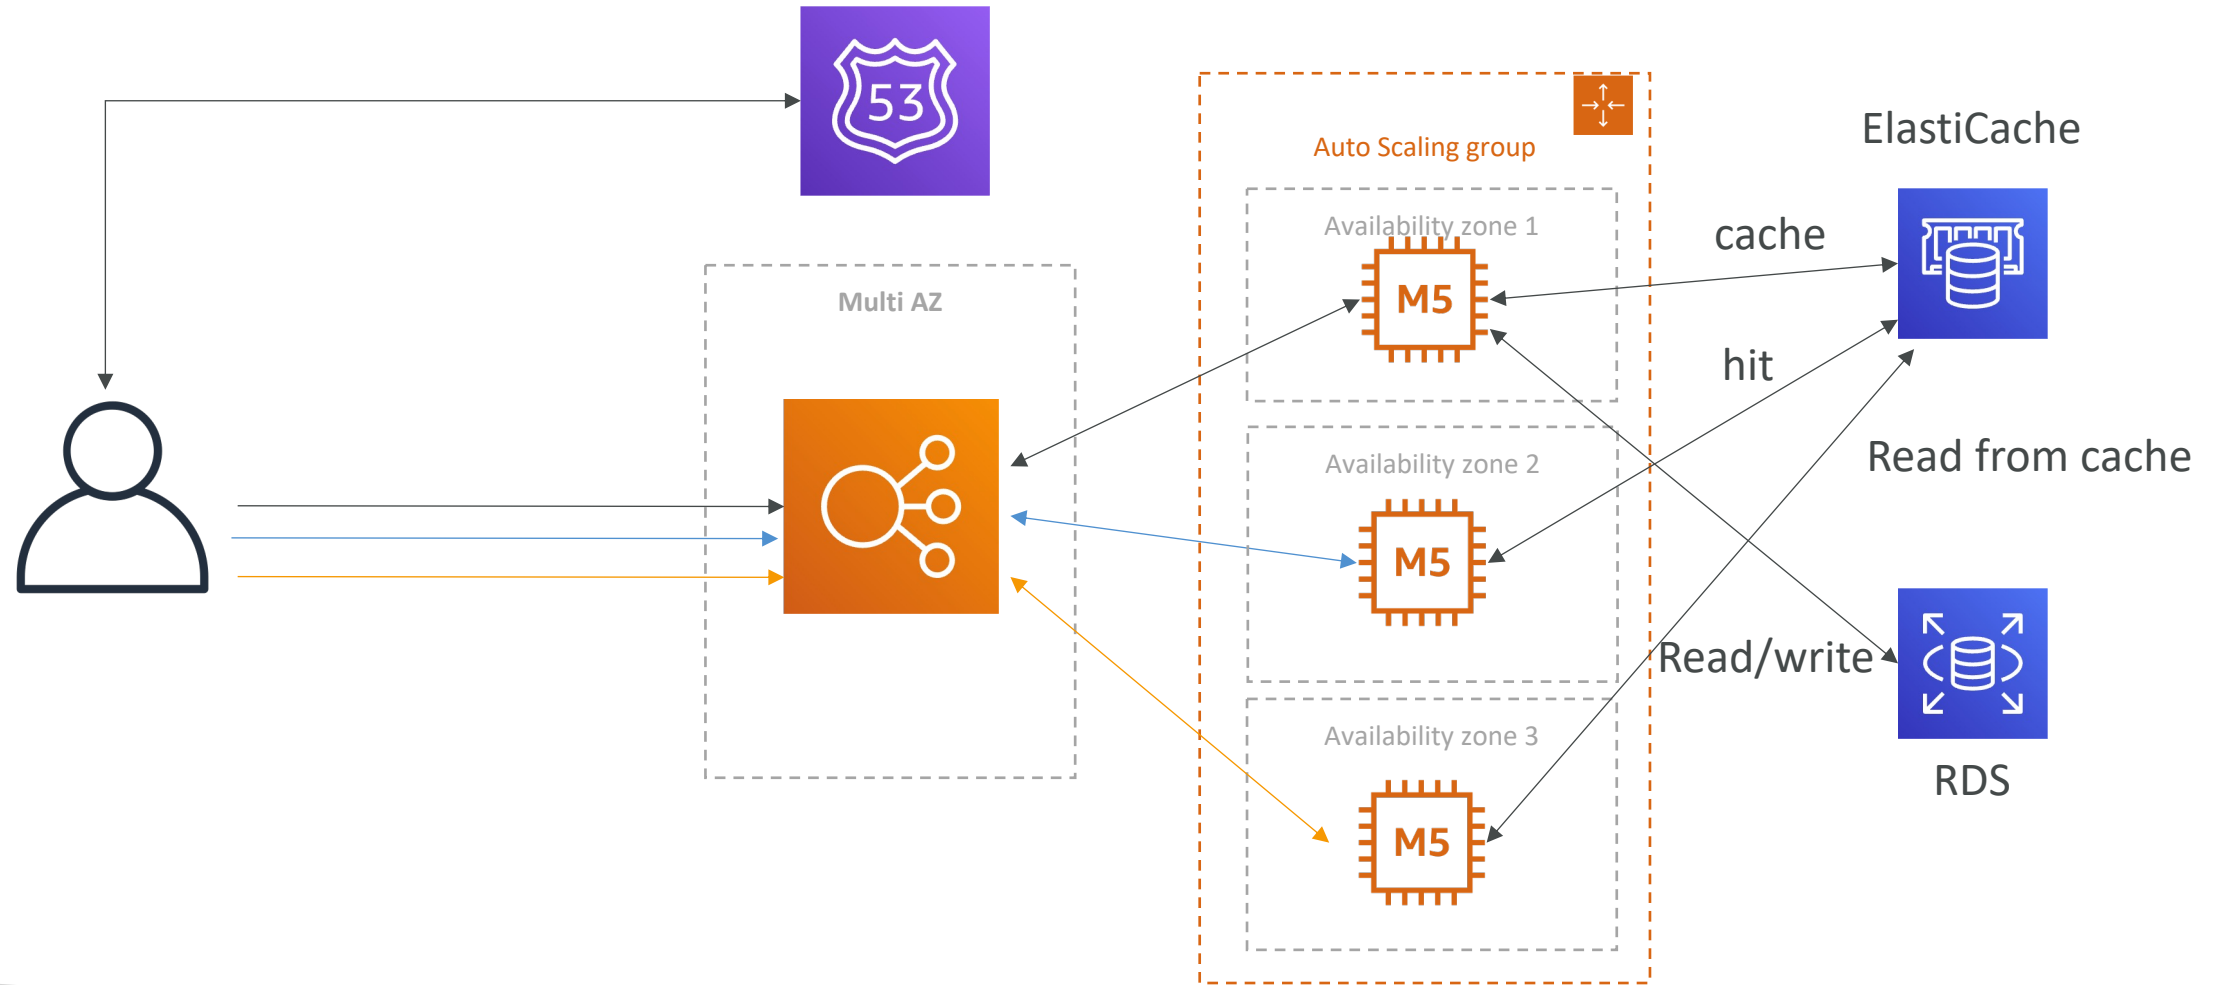 53
Auto Scaling group
ElastiCache
Availability zone 1
cache
Multi AZ
M5
hit
Availability zone 2
Read from cache
M5
Read/write
Availability zone 3
RDS
M5